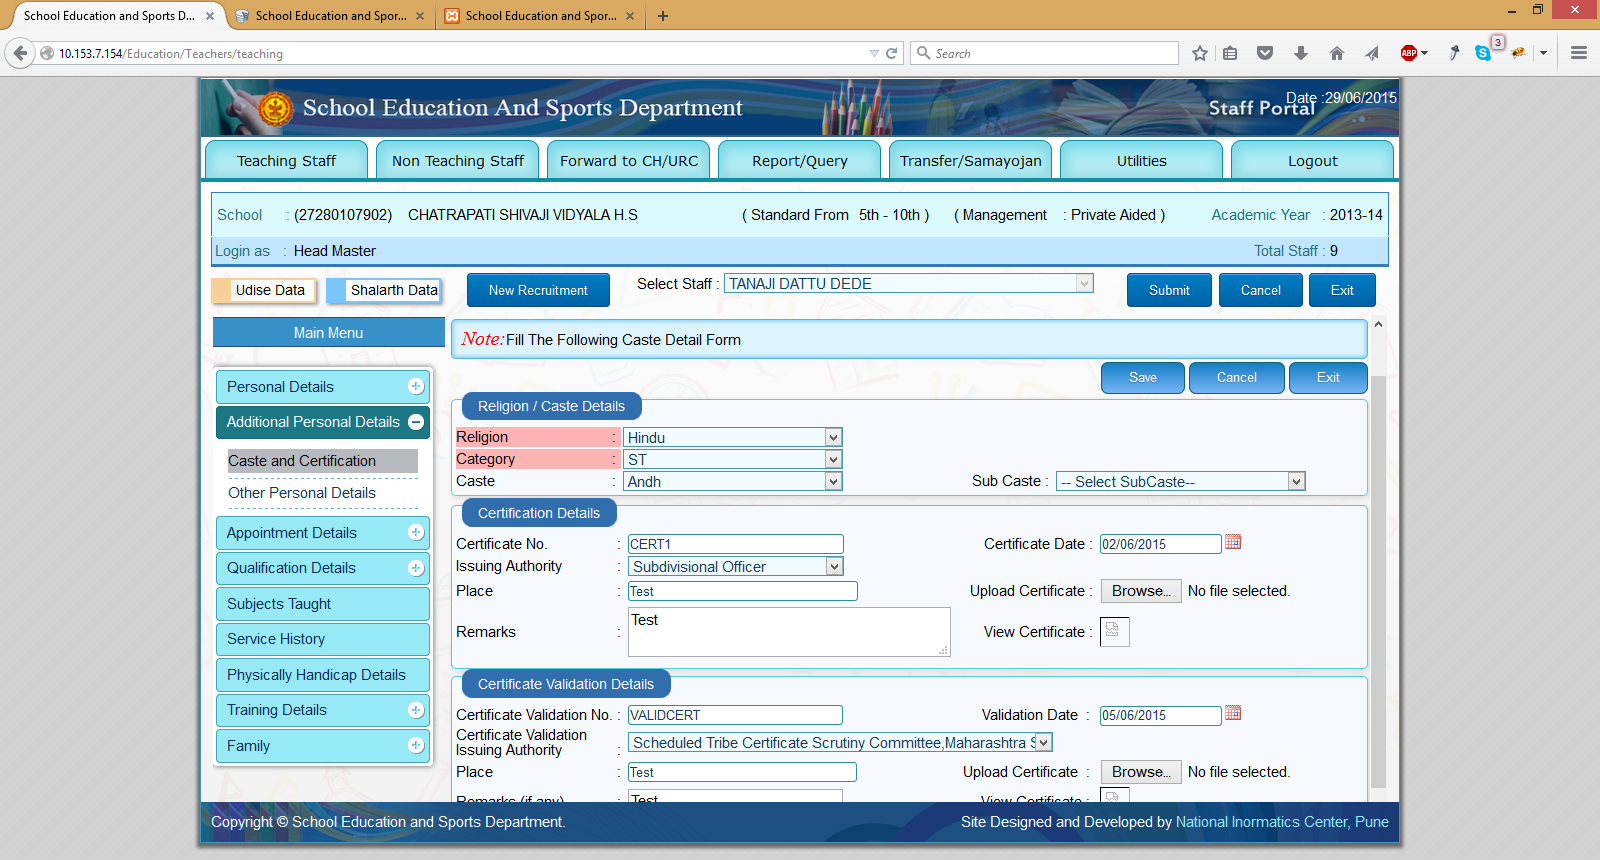 School Education and Sports D... × School Education and Spor... × School Education and Spor... × +
10.153.7.154/Education/Teachers/teaching Search ABP S 3
School Education And Sports Department Staff Portal Date :29/06/2015
Teaching Staff Non Teaching Staff Forward to CH/URC Report/Query Transfer/Samayojan Utilities Logout
School : (27280107902) CHATRAPATI SHIVAJI VIDYALA H.S ( Standard From 5th - 10th ) ( Management : Private Aided ) Academic Year : 2013-14
Login as : Head Master Total Staff : 9
Udise Data Shalarth Data New Recruitment Select Staff : TANAJI DATTU DEDE Submit Cancel Exit
Main Menu
Personal Details
Additional Personal Details
Caste and Certification
Other Personal Details
Appointment Details
Qualification Details
Subjects Taught
Service History
Physically Handicap Details
Training Details
Family
Note:Fill The Following Caste Detail Form
Save Cancel Exit
Religion / Caste Details
Religion : Hindu
Category : ST
Caste : Andh Sub Caste : -- Select SubCaste--
Certification Details
Certificate No. : CERT1 Certificate Date : 02/06/2015
Issuing Authority : Subdivisional Officer
Place : Test Upload Certificate : Browse... No file selected.
Remarks : Test View Certificate :
Certificate Validation Details
Certificate Validation No. : VALIDCERT Validation Date : 05/06/2015
Certificate Validation
Issuing Authority : Scheduled Tribe Certificate Scrutiny Committee,Maharashtra S
Place : Test Upload Certificate : Browse... No file selected.
Remarks (if any) : Test View Certificate :
Copyright © School Education and Sports Department. Site Designed and Developed by National Inormatics Center, Pune